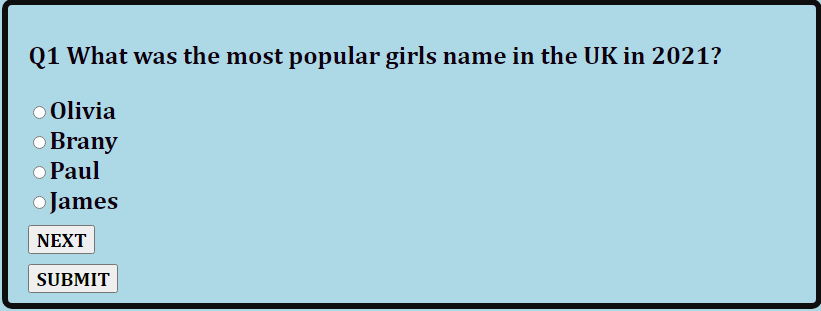 Q1 What was the most popular girls name in the UK in 2021?
Olivia
Brany
Paul
James
NEXT
SUBMIT